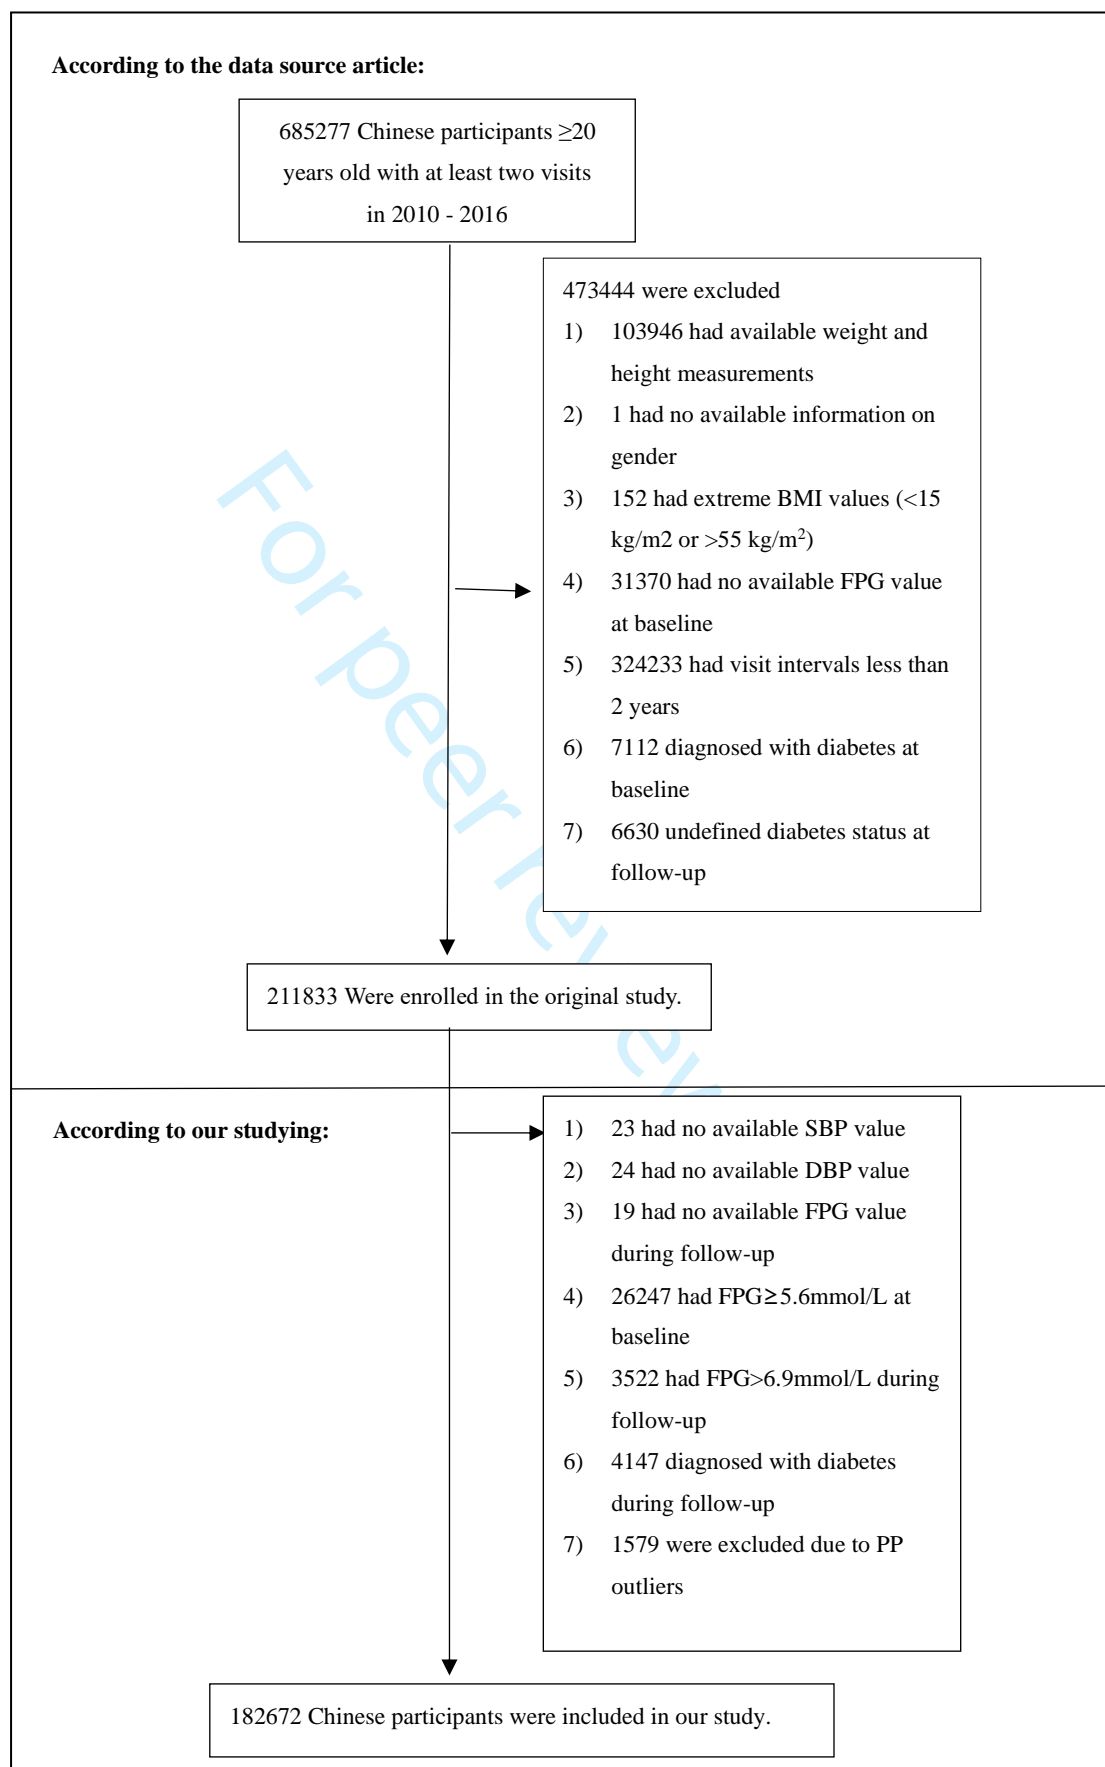 According to the data source article:
685277 Chinese participants ≥20
years old with at least two visits
in 2010 - 2016
473444 were excluded
1) 103946 had available weight and
height measurements
2) 1 had no available information on
gender
3) 152 had extreme BMI values (<15
kg/m2 or >55 kg/m²)
4) 31370 had no available FPG value
at baseline
5) 324233 had visit intervals less than
2 years
6) 7112 diagnosed with diabetes at
baseline
7) 6630 undefined diabetes status at
follow-up
211833 Were enrolled in the original study.
According to our studying:
1) 23 had no available SBP value
2) 24 had no available DBP value
3) 19 had no available FPG value
during follow-up
4) 26247 had FPG≥5.6mmol/L at
baseline
5) 3522 had FPG>6.9mmol/L during
follow-up
6) 4147 diagnosed with diabetes
during follow-up
7) 1579 were excluded due to PP
outliers
182672 Chinese participants were included in our study.
For peer review